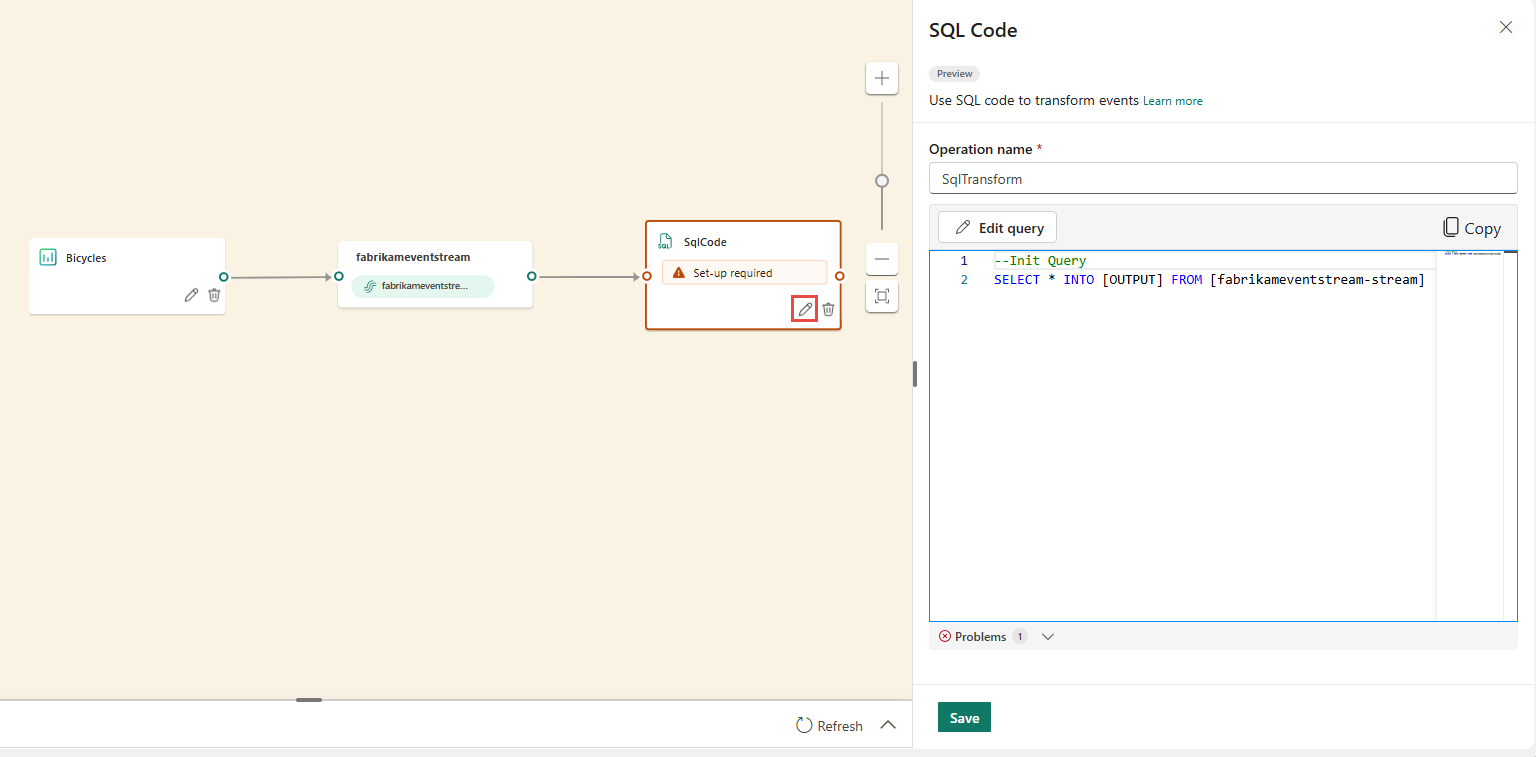 Bicycles
fabrikameventstream
fabrikameventstre...
SQL
SqlCode
Set-up required
Refresh
SQL Code
Preview
Use SQL code to transform events Learn more
Operation name *
SqlTransform
Edit query
Copy
1 --Init Query
2 SELECT * INTO [OUTPUT] FROM [fabrikameventstream-stream]
Problems 1
Save